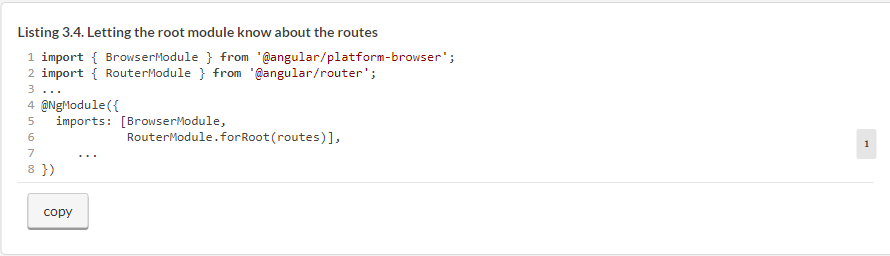 Listing 3.4. Letting the root module know about the routes
1 import { BrowserModule } from '@angular/platform-browser';
2 import { RouterModule } from '@angular/router';
3 ...
4 @NgModule({
5   imports: [BrowserModule,
6             RouterModule.forRoot(routes)],
1
7      ...
8 })
copy